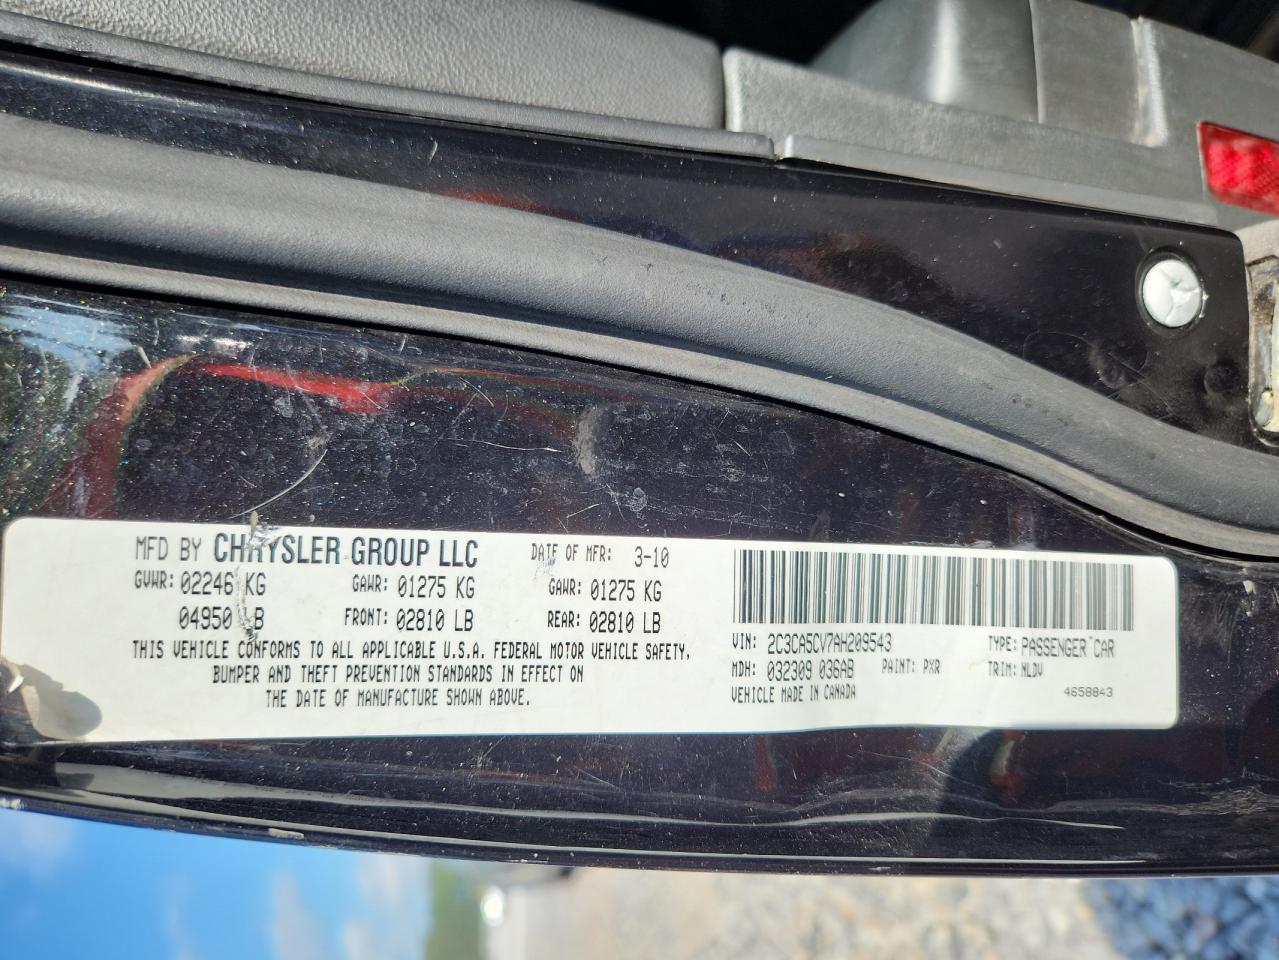 MFD BY CHRYSLER GROUP LLC DATE OF MFR: 3-10
GVWR: 02246 KG GAWR: 01275 KG GAWR: 01275 KG
04950 LB FRONT: 02810 LB REAR: 02810 LB
THIS VEHICLE CONFORMS TO ALL APPLICABLE U.S.A. FEDERAL MOTOR VEHICLE SAFETY,
BUMPER AND THEFT PREVENTION STANDARDS IN EFFECT ON
THE DATE OF MANUFACTURE SHOWN ABOVE.
VIN: 2C3CA5CV7AH209543 TYPE: PASSENGER CAR
MDH: 032309 036AB PAINT: PXR TRIM: NLDV
VEHICLE MADE IN CANADA 4658843